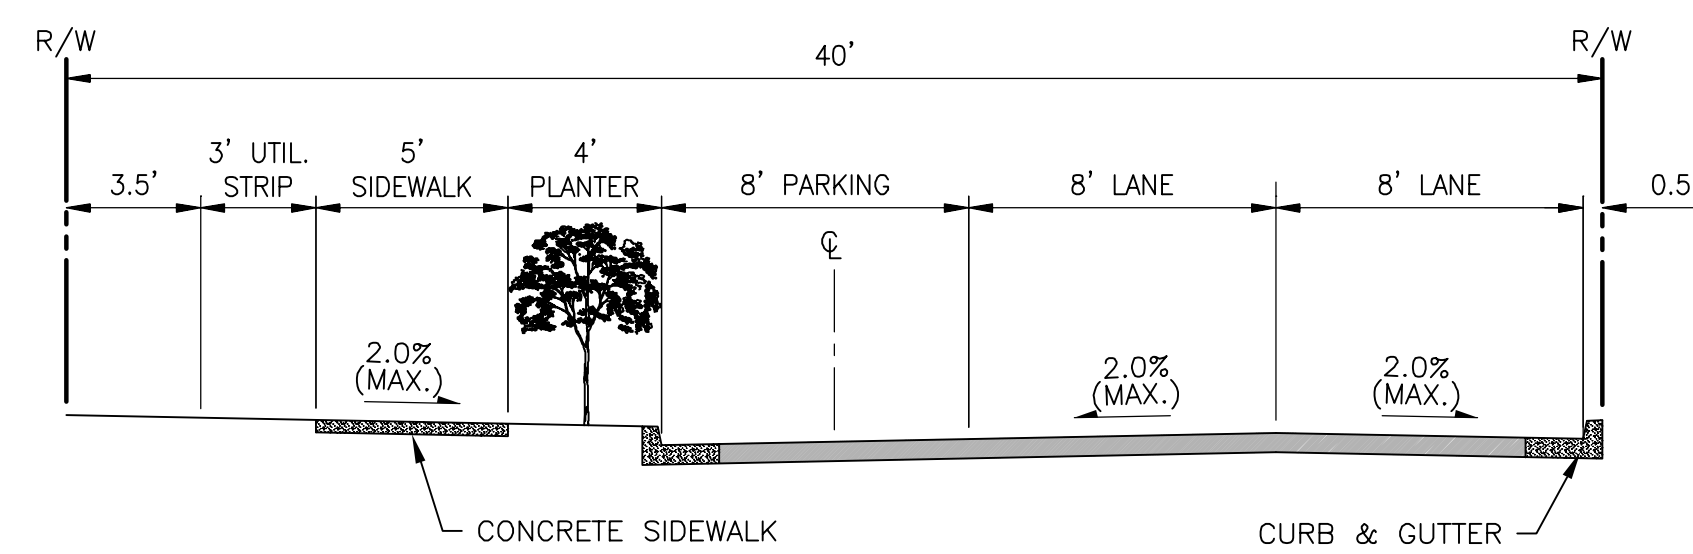 R/W
R/W
40'
3.5'
3' UTIL.
STRIP
5'
SIDEWALK
4'
PLANTER
8' PARKING
8' LANE
8' LANE
0.5
℄
2.0%
(MAX.)
2.0%
(MAX.)
2.0%
(MAX.)
CONCRETE SIDEWALK
CURB & GUTTER